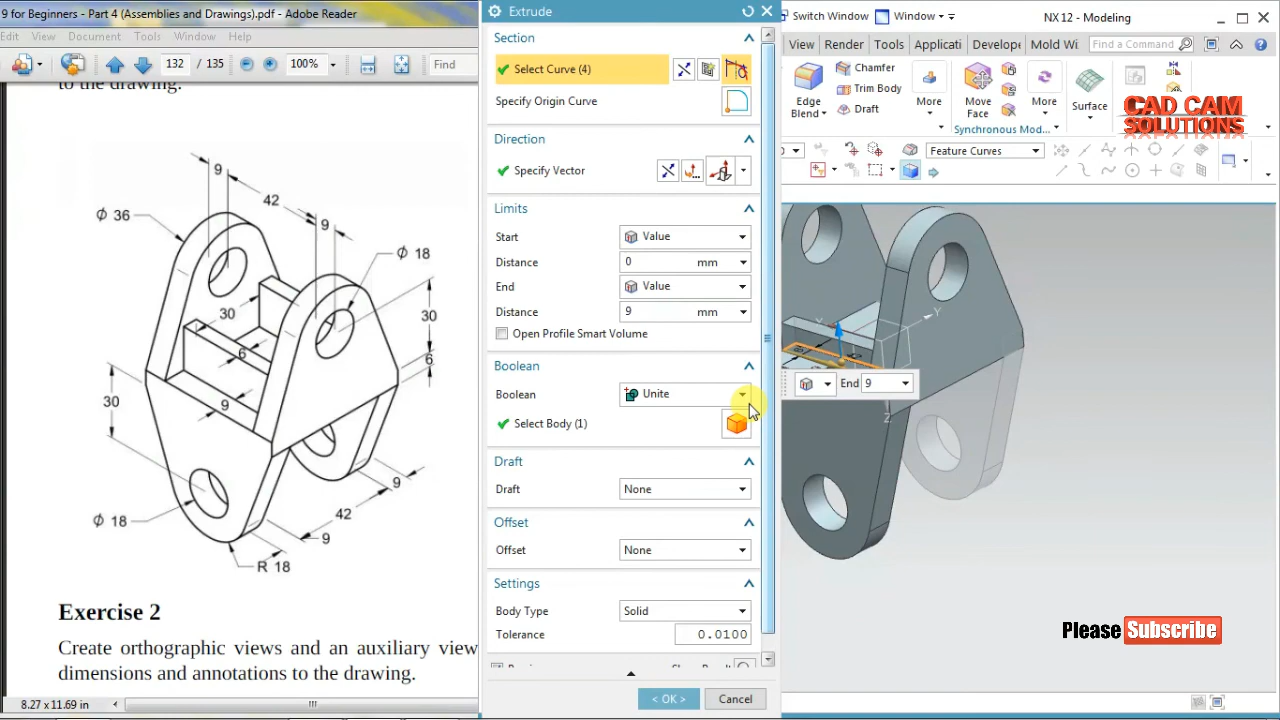 9 for Beginners - Part 4 (Assemblies and Drawings).pdf - Adobe Reader
Edit View Document Tools Window Help
132 / 135 100% Find
to the drawing.
9
42
9
Ø 36
Ø 18
30
30
6
6
9
30
9
42
9
Ø 18
R 18
Exercise 2
Create orthographic views and an auxiliary view
dimensions and annotations to the drawing.
8.27 x 11.69 in
Extrude
Section
Select Curve (4)
Specify Origin Curve
Direction
Specify Vector
Limits
Start Value
Distance 0 mm
End Value
Distance 9 mm
Open Profile Smart Volume
Boolean
Boolean Unite
Select Body (1)
Draft
Draft None
Offset
Offset None
Settings
Body Type Solid
Tolerance 0.0100
< OK > Cancel
Switch Window Window NX 12 - Modeling
View Render Tools Applicati Develope Mold Wi Find a Command
Edge
Blend
Chamfer
Trim Body
Draft
More
Move
Face
More
Surface
Synchronous Mod...
CAD CAM
SOLUTIONS
Feature Curves
Y
Z
End 9
Please Subscribe